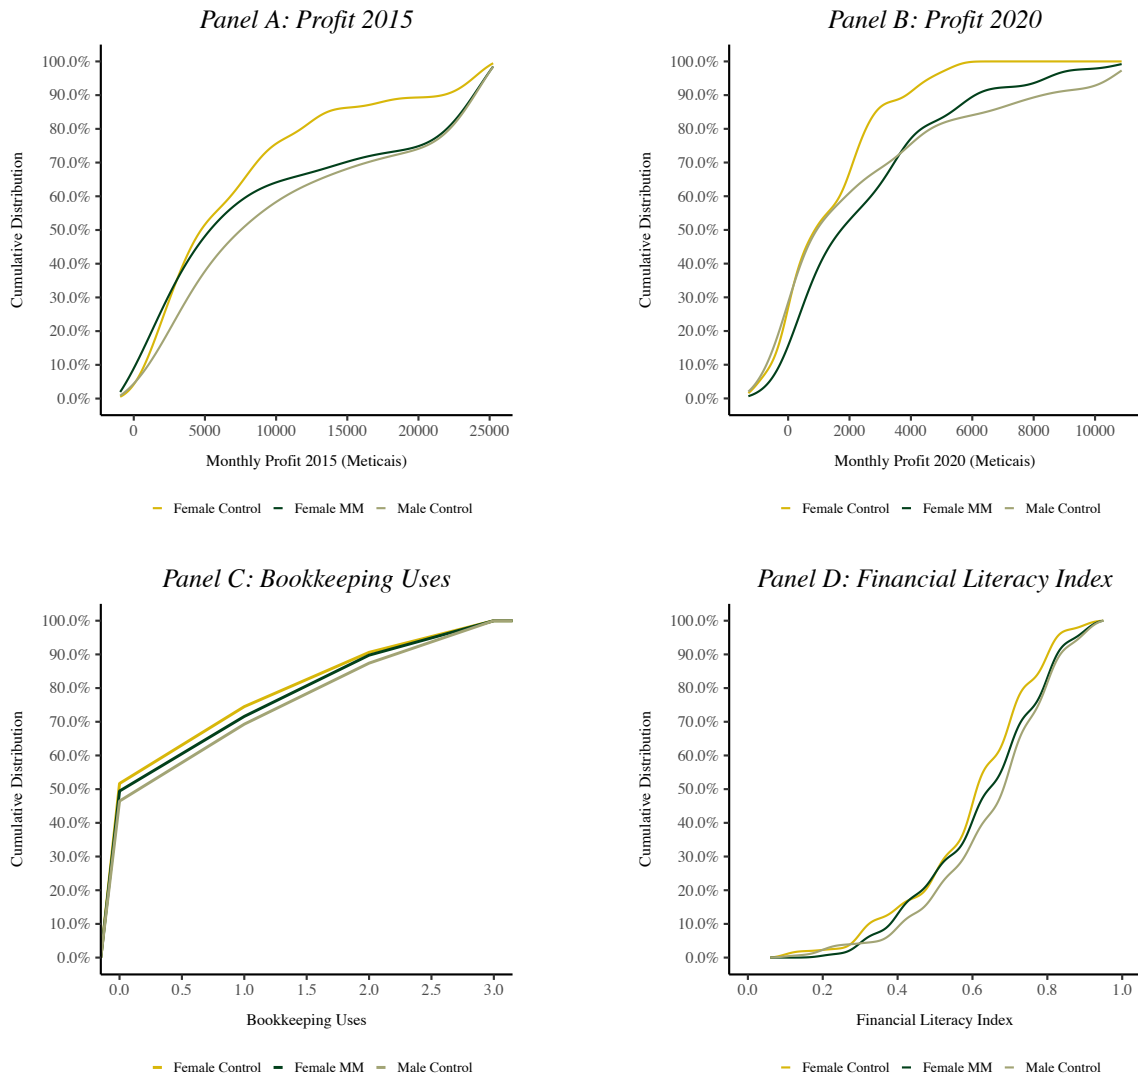 Panel A: Profit 2015
Cumulative Distribution
100.0%
90.0%
80.0%
70.0%
60.0%
50.0%
40.0%
30.0%
20.0%
10.0%
0.0%
0 5000 10000 15000 20000 25000
Monthly Profit 2015 (Meticais)
Female Control Female MM Male Control
Panel B: Profit 2020
Cumulative Distribution
100.0%
90.0%
80.0%
70.0%
60.0%
50.0%
40.0%
30.0%
20.0%
10.0%
0.0%
0 2000 4000 6000 8000 10000
Monthly Profit 2020 (Meticais)
Female Control Female MM Male Control
Panel C: Bookkeeping Uses
Cumulative Distribution
100.0%
90.0%
80.0%
70.0%
60.0%
50.0%
40.0%
30.0%
20.0%
10.0%
0.0%
0.0 0.5 1.0 1.5 2.0 2.5 3.0
Bookkeeping Uses
Female Control Female MM Male Control
Panel D: Financial Literacy Index
Cumulative Distribution
100.0%
90.0%
80.0%
70.0%
60.0%
50.0%
40.0%
30.0%
20.0%
10.0%
0.0%
0.0 0.2 0.4 0.6 0.8 1.0
Financial Literacy Index
Female Control Female MM Male Control